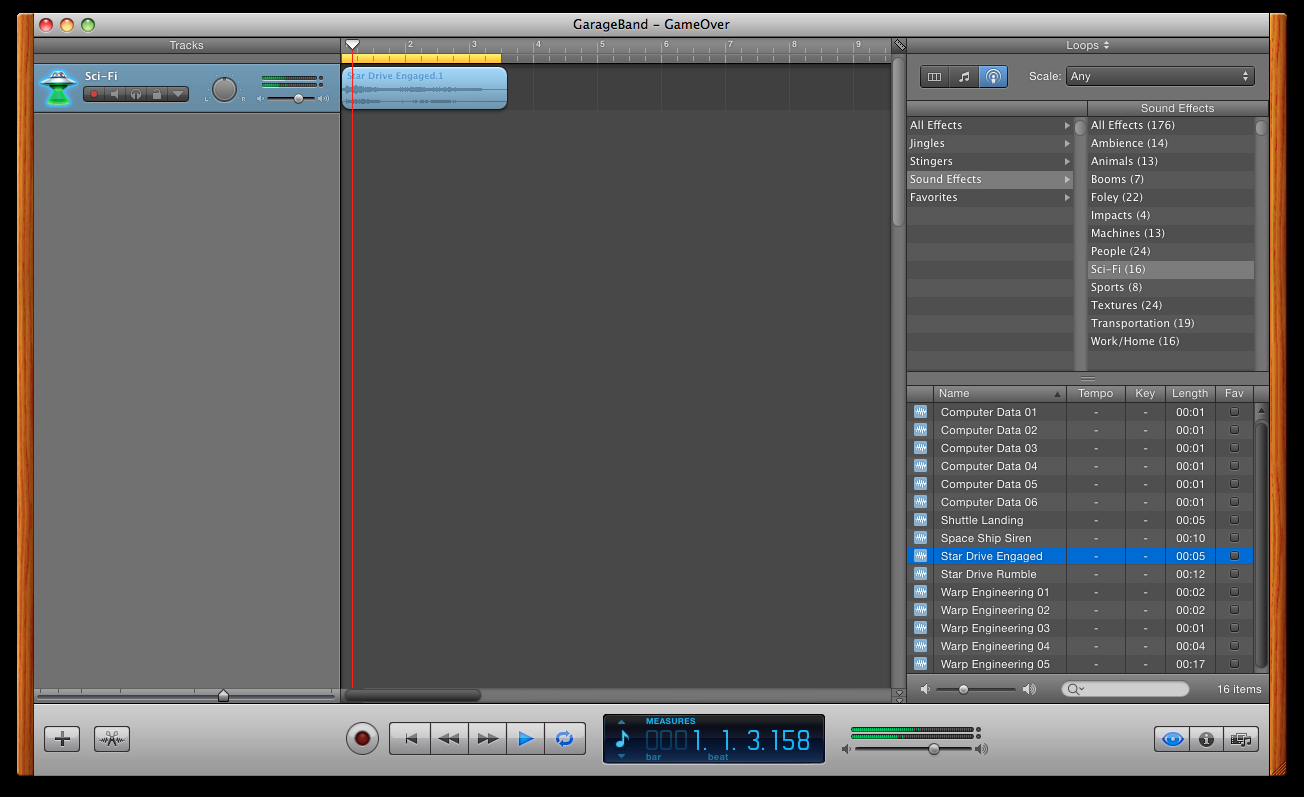 GarageBand – GameOver
Tracks
2 3 4 5 6 7 8 9
Loops
Sci-Fi
L R
Star Drive Engaged.1
Scale: Any
Sound Effects
All Effects
Jingles
Stingers
Sound Effects
Favorites
All Effects (176)
Ambience (14)
Animals (13)
Booms (7)
Foley (22)
Impacts (4)
Machines (13)
People (24)
Sci-Fi (16)
Sports (8)
Textures (24)
Transportation (19)
Work/Home (16)
Name Tempo Key Length Fav
Computer Data 01 - - 00:01
Computer Data 02 - - 00:01
Computer Data 03 - - 00:01
Computer Data 04 - - 00:01
Computer Data 05 - - 00:01
Computer Data 06 - - 00:01
Shuttle Landing - - 00:05
Space Ship Siren - - 00:10
Star Drive Engaged - - 00:05
Star Drive Rumble - - 00:12
Warp Engineering 01 - - 00:02
Warp Engineering 02 - - 00:02
Warp Engineering 03 - - 00:01
Warp Engineering 04 - - 00:04
Warp Engineering 05 - - 00:17
16 items
MEASURES
0001. 1. 3.158
bar beat